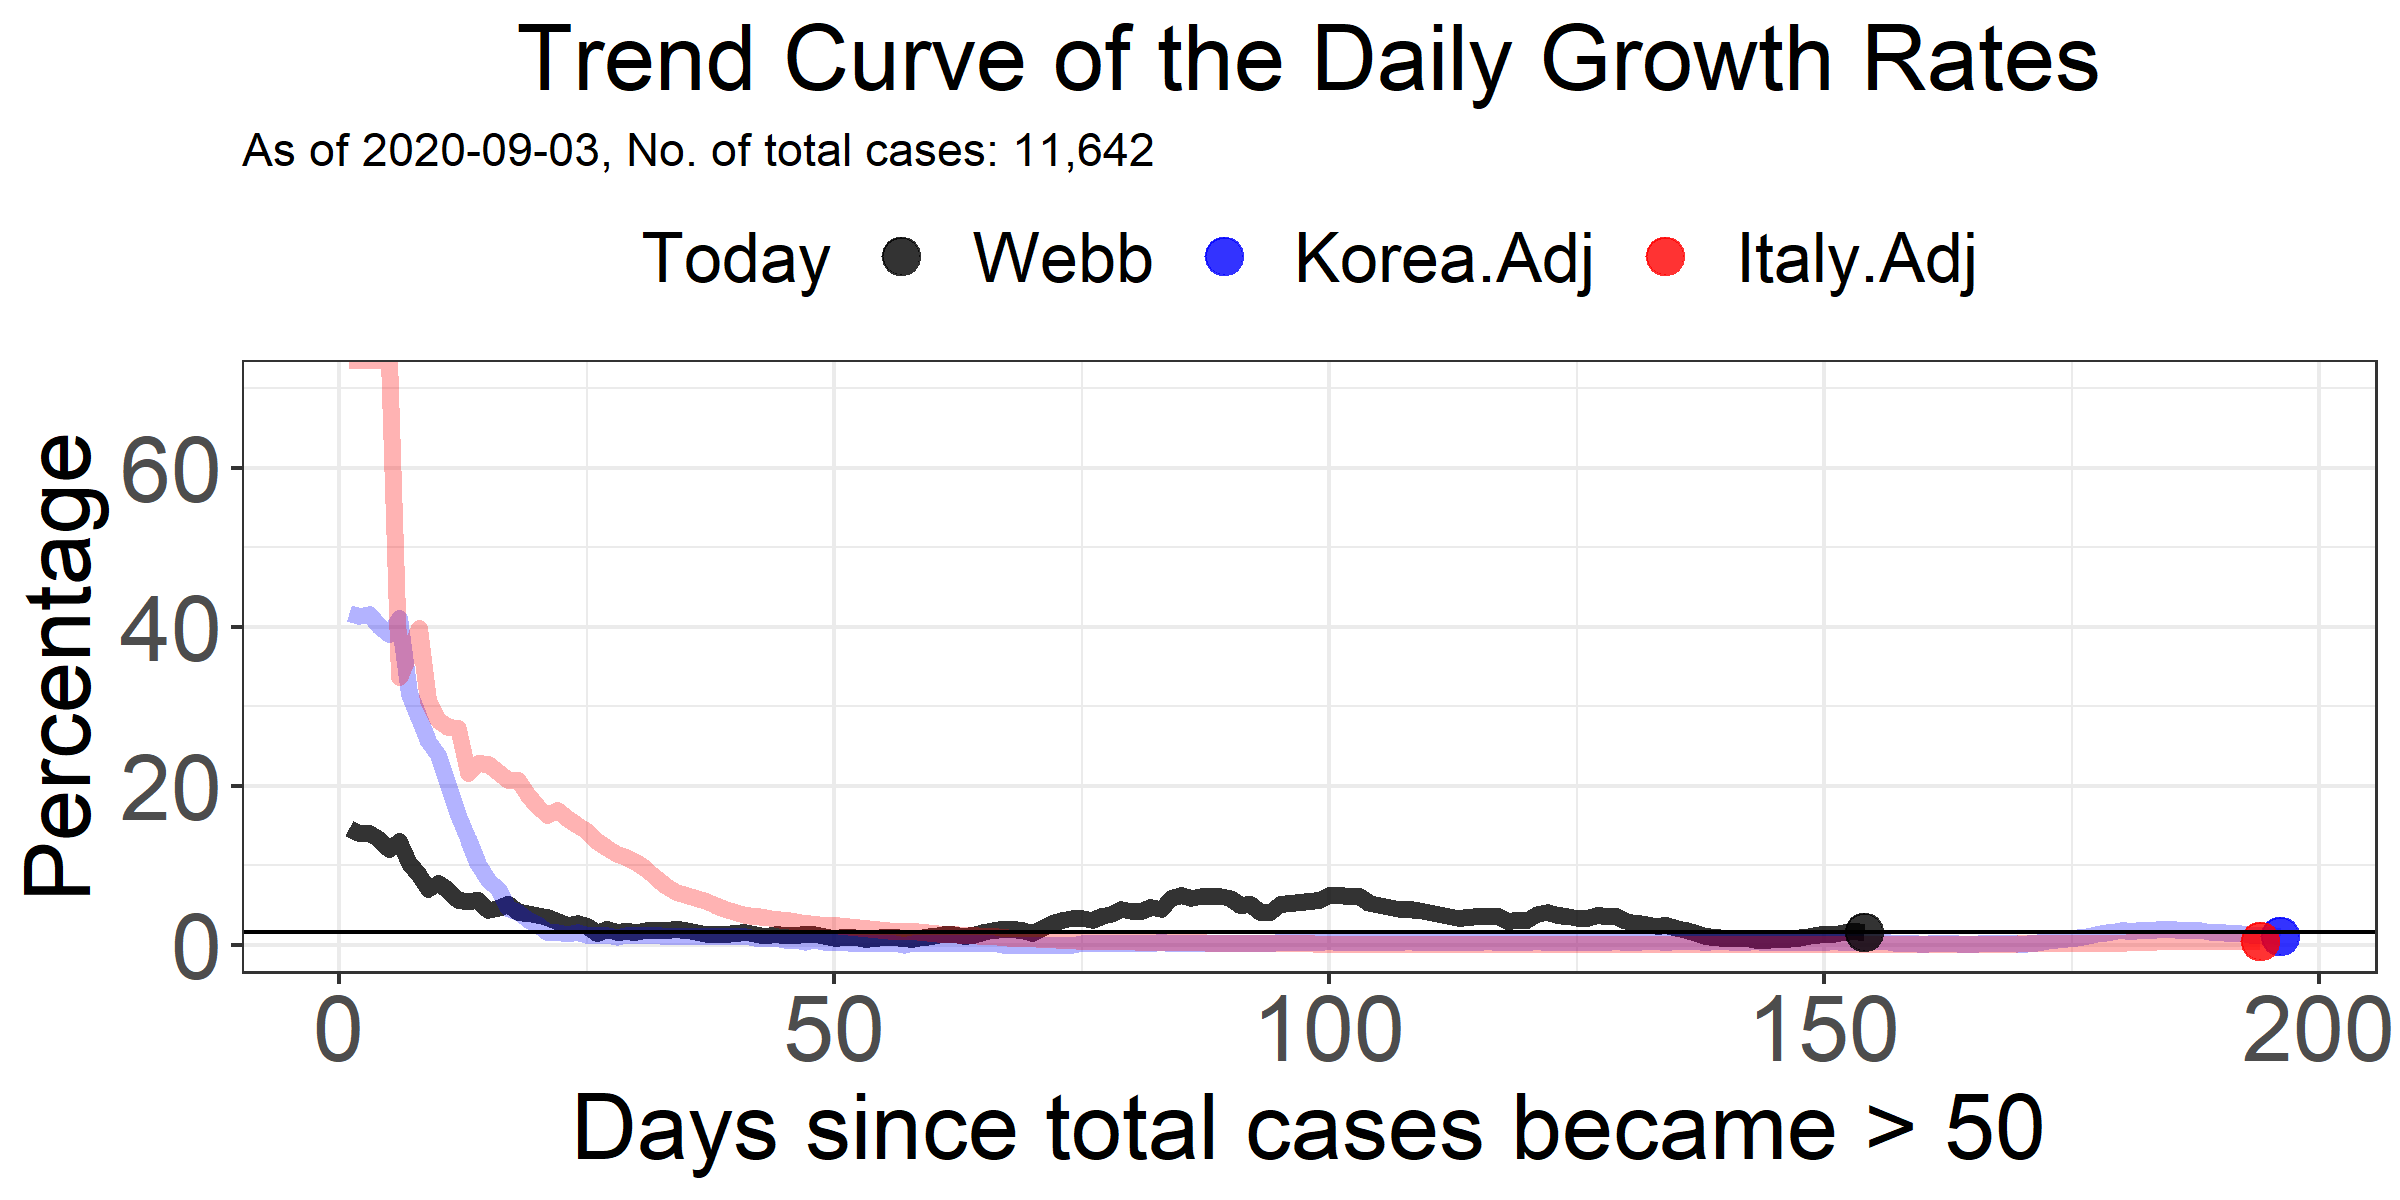 Trend Curve of the Daily Growth Rates
As of 2020-09-03, No. of total cases: 11,642
Today Webb Korea.Adj Italy.Adj
Percentage
60
40
20
0
0 50 100 150 200
Days since total cases became > 50